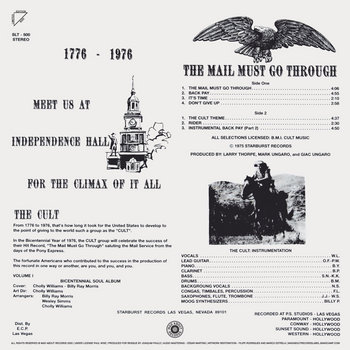 SLT - 500
STEREO
1776 - 1976
MEET US AT
INDEPENDENCE HALL
FOR THE CLIMAX OF IT ALL
THE CULT
From 1776 to 1976, that's how long it took for the United States to develop to
the point of giving to the world such a group as the "CULT".
In the Bicentennial Year of 1976, the CULT group will celebrate the success of
their Hit Record, "The Mail Must Go Through" saluting the Mail Service from the
days of the Pony Express.
The fortunate Americans who contributed to the success in the production of
this record in one way or another, are you, and you, and you.
VOLUME I
BICENTENNIAL SOUL ALBUM
Cover: Cholly Williams - Billy Ray Morris
Art Dir: Cholly Williams
Arrangers: Billy Ray Morris
Wesley Simms
Cholly Williams
Dist. By
E.C.P.
Las Vegas
THE MAIL MUST GO THROUGH
Side One
1. THE MAIL MUST GO THROUGH 4:06
2. BACK PAY 4:55
3. IT'S TIME 2:10
4. DON'T GIVE UP 5:08
Side 2
1. THE CULT THEME 3:37
2. RIDER 2:30
3. INSTRUMENTAL BACK PAY (Part 2) 4:35
ALL SELECTIONS LICENSED: B.M.I. CULT MUSIC
© 1975 STARBURST RECORDS
PRODUCED BY: LARRY THORPE, MARK UNGARO, and GIAC UNGARO
THE CULT: INSTRUMENTATION
VOCALS W.L.
LEAD GUITAR O.F.-P.W.
PIANO B.T.
CLARINET B.P.
BASS S.N.-K.K.
DRUMS B.M.
BACKGROUND VOCALS N.S.
CONGAS, TIMBALES, PERCUSSION F.L.
SAXOPHONES, FLUTE, TROMBONE J.J.-W.S.
MOOG SYNTHESIZERS BILLY P.
STARBURST RECORDS LAS VEGAS, NEVADA 89101
RECORDED AT P.S. STUDIOS - LAS VEGAS
PARAMOUNT - HOLLYWOOD
CONWAY - HOLLYWOOD
SUNSET SOUND - HOLLYWOOD
WESTERN - HOLLYWOOD